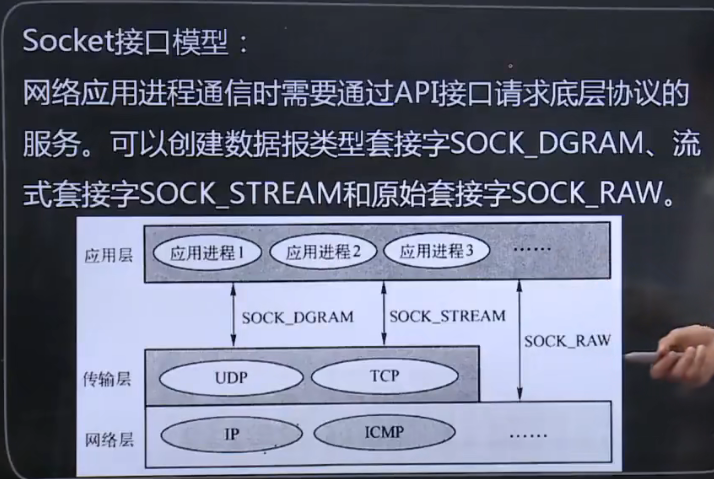 Socket接口模型：
网络应用进程通信时需要通过API接口请求底层协议的
服务。可以创建数据报类型套接字SOCK_DGRAM、流
式套接字SOCK_STREAM和原始套接字SOCK_RAW。
应用层 应用进程1 应用进程2 应用进程3 ……
SOCK_DGRAM SOCK_STREAM
SOCK_RAW
传输层 UDP TCP
网络层 IP ICMP ……